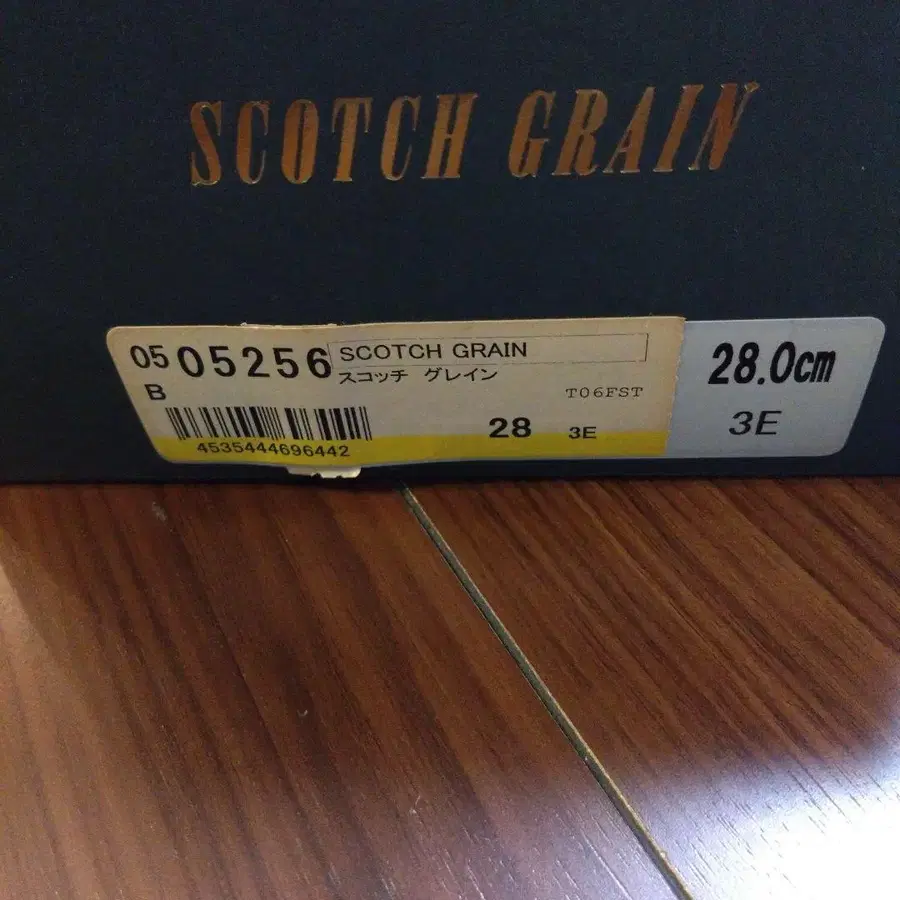 SCOTCH GRAIN
05 05256 SCOTCH GRAIN
B
スコッチ グレイン
T06FST
28 3E
4535444696442
28.0cm
3E